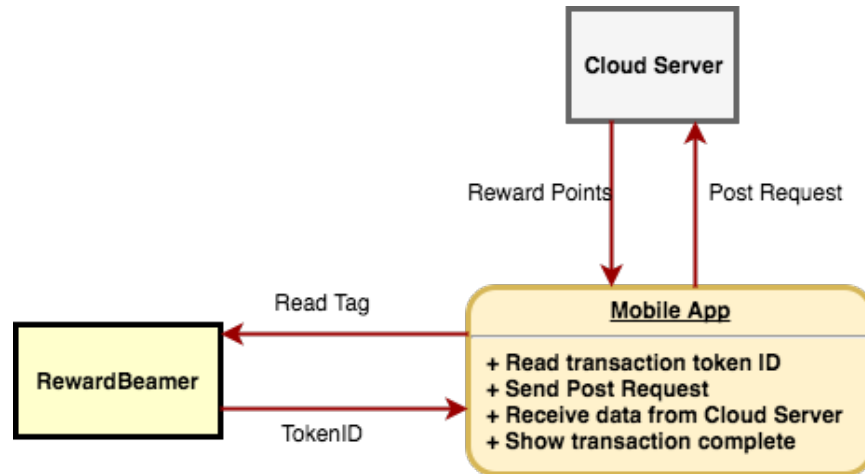 Cloud Server
Reward Points
Post Request
Read Tag
Mobile App
RewardBeamer
+ Read transaction token ID
+ Send Post Request
+ Receive data from Cloud Server
+ Show transaction complete
TokenID